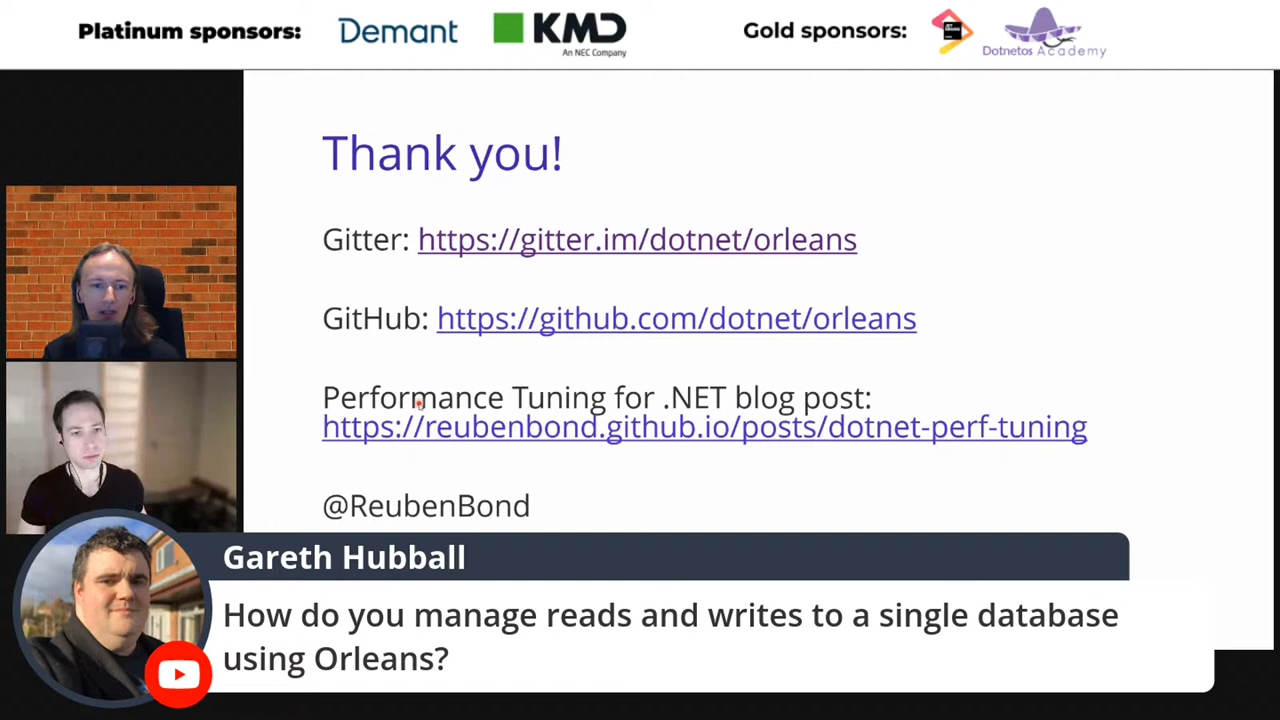 Platinum sponsors:
Demant
KMD
An NEC Company
Gold sponsors:
Dotnetos Academy
Thank you!
Gitter: https://gitter.im/dotnet/orleans
GitHub: https://github.com/dotnet/orleans
Performance Tuning for .NET blog post:
https://reubenbond.github.io/posts/dotnet-perf-tuning
@ReubenBond
Gareth Hubball
How do you manage reads and writes to a single database
using Orleans?